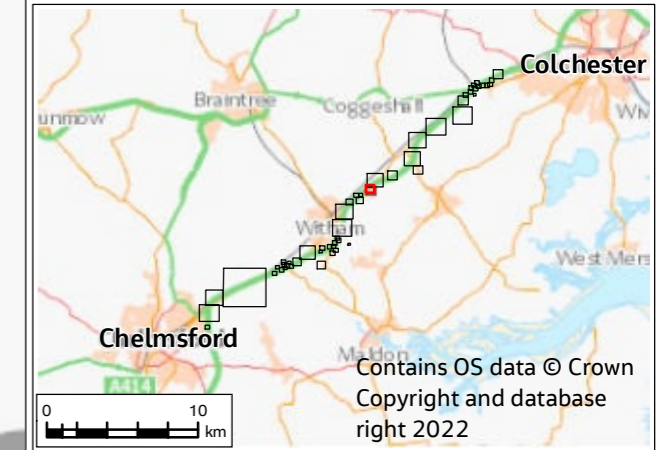 Colchester
Braintree
Coggeshall
unmow
Wiv
Witham
West Mers
Chelmsford
Maldon
Contains OS data © Crown
Copyright and database
right 2022
A414
0 10
km